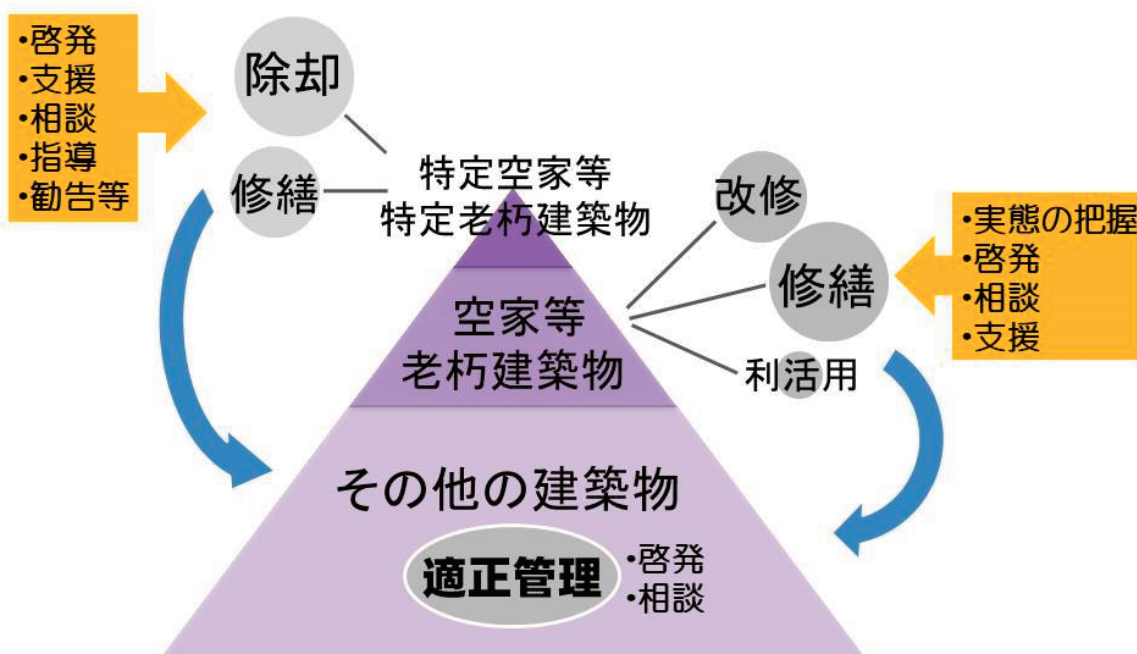 ・啓発
・支援
・相談
・指導
・勧告等
除却
修繕
特定空家等
特定老朽建築物
改修
修繕
利活用
・実態の把握
・啓発
・相談
・支援
空家等
老朽建築物
その他の建築物
適正管理
・啓発
・相談